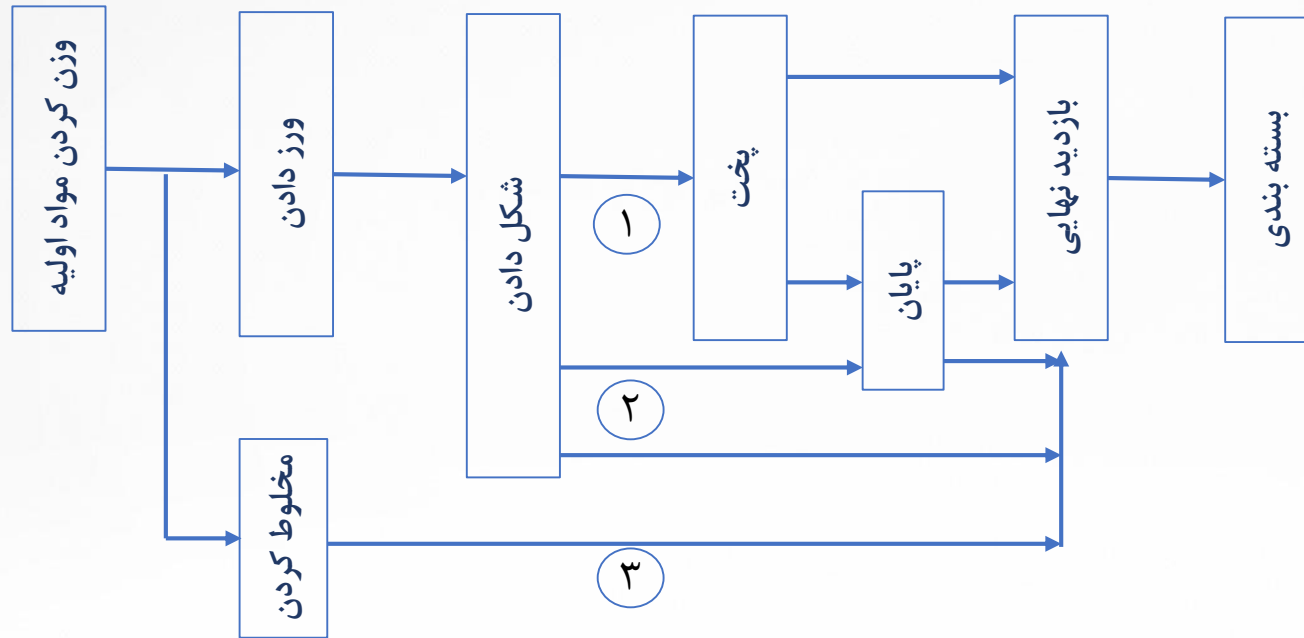 وزن کردن مواد اولیه
ورز دادن
شکل دادن
پخت
بازدید نهایی
بسته بندی
پایان
مخلوط کردن
۱
۲
۳